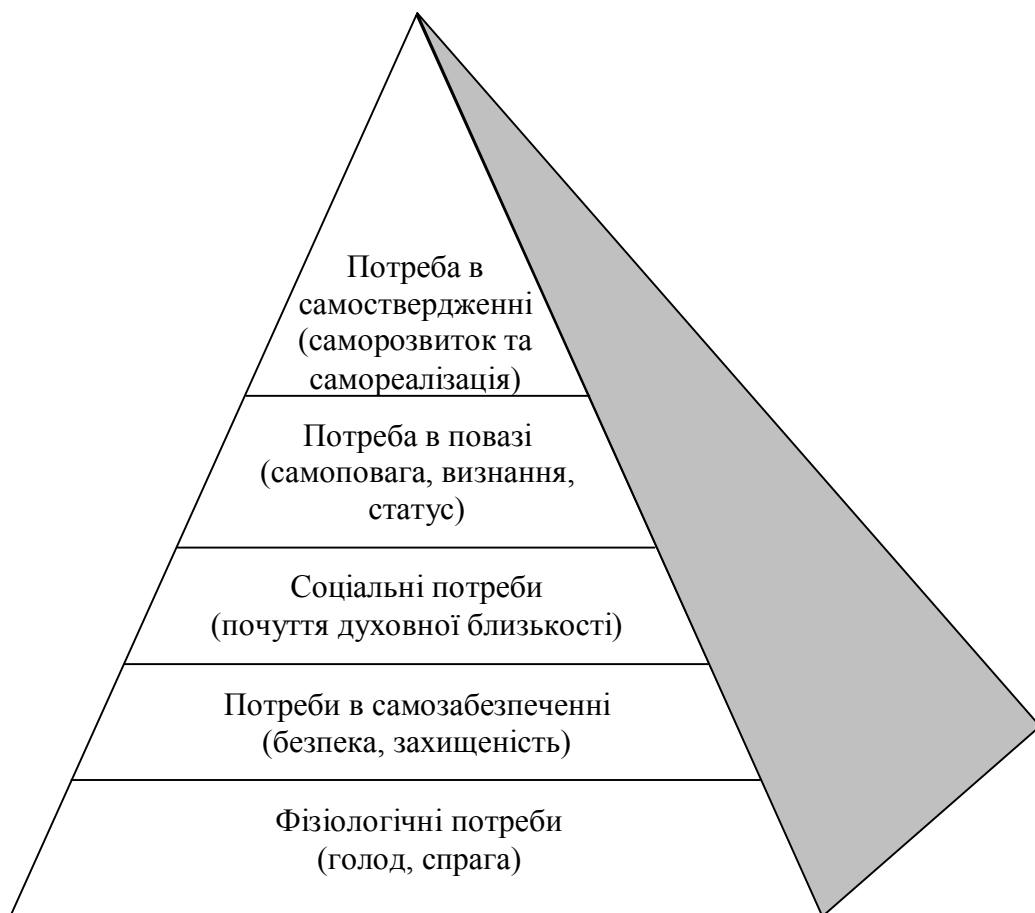 Потреба в
самоствердженні
(саморозвиток та
самореалізація)
Потреба в повазі
(самоповага, визнання,
статус)
Соціальні потреби
(почуття духовної близькості)
Потреби в самозабезпеченні
(безпека, захищеність)
Фізіологічні потреби
(голод, спрага)